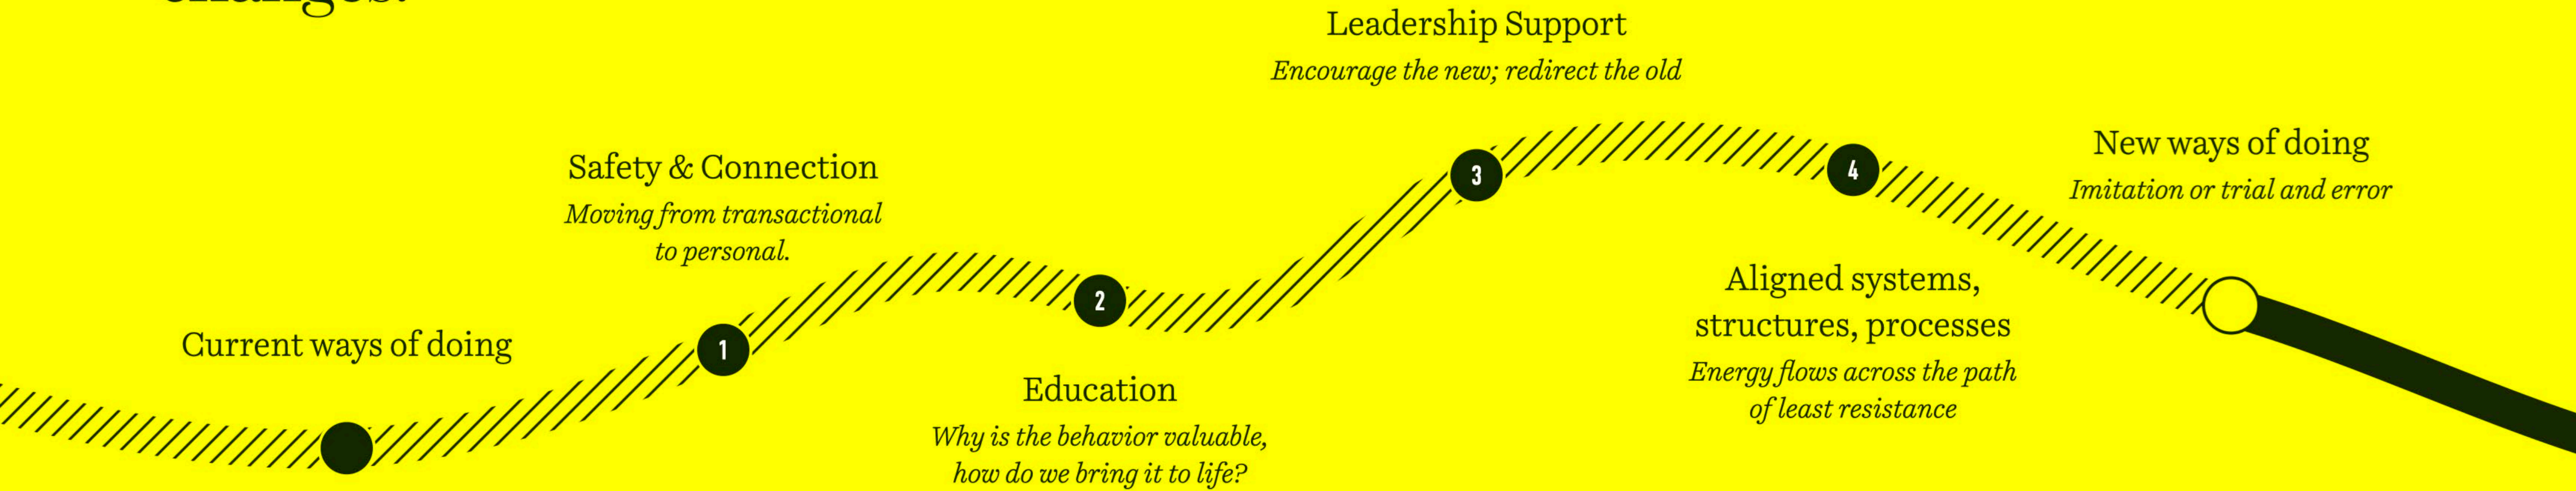 changes.
Current ways of doing
Safety & Connection
Moving from transactional
to personal.
1
2
Education
Why is the behavior valuable,
how do we bring it to life?
Leadership Support
Encourage the new; redirect the old
3
4
Aligned systems,
structures, processes
Energy flows across the path
of least resistance
New ways of doing
Imitation or trial and error